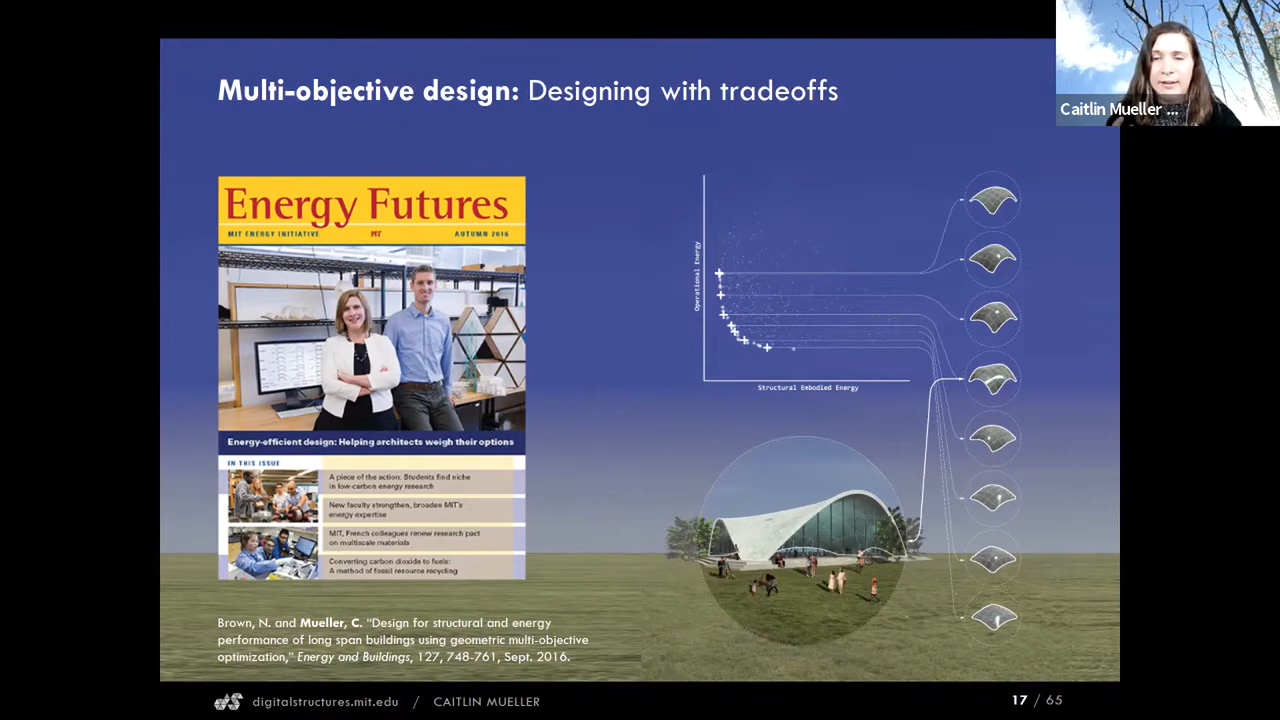 Caitlin Mueller ...
Multi-objective design: Designing with tradeoffs
Energy Futures
MIT ENERGY INITIATIVE
MIT
AUTUMN 2016
Energy-efficient design: Helping architects weigh their options
IN THIS ISSUE
A piece of the action: Students find niche
in low-carbon energy research
New faculty strengthen, broaden MIT's
energy expertise
MIT, French colleagues renew research pact
on multiscale materials
Converting carbon dioxide to fuels:
A method of fossil resource recycling
Operational Energy
Structural Embodied Energy
Brown, N. and Mueller, C. "Design for structural and energy
performance of long span buildings using geometric multi-objective
optimization," Energy and Buildings, 127, 748-761, Sept. 2016.
digitalstructures.mit.edu / CAITLIN MUELLER
17 / 65